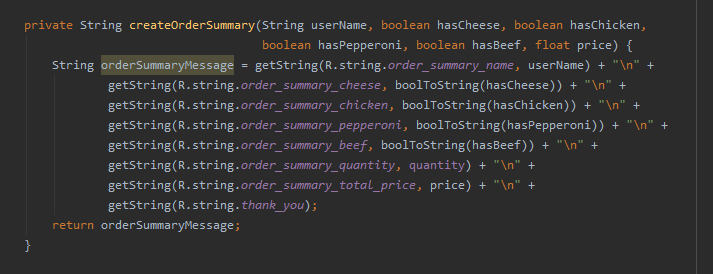 private String createOrderSummary(String userName, boolean hasCheese, boolean hasChicken,
boolean hasPepperoni, boolean hasBeef, float price) {
String orderSummaryMessage = getString(R.string.order_summary_name, userName) + "\n" +
getString(R.string.order_summary_cheese, boolToString(hasCheese)) + "\n" +
getString(R.string.order_summary_chicken, boolToString(hasChicken)) + "\n" +
getString(R.string.order_summary_pepperoni, boolToString(hasPepperoni)) + "\n" +
getString(R.string.order_summary_beef, boolToString(hasBeef)) + "\n" +
getString(R.string.order_summary_quantity, quantity) + "\n" +
getString(R.string.order_summary_total_price, price) + "\n" +
getString(R.string.thank_you);
return orderSummaryMessage;
}